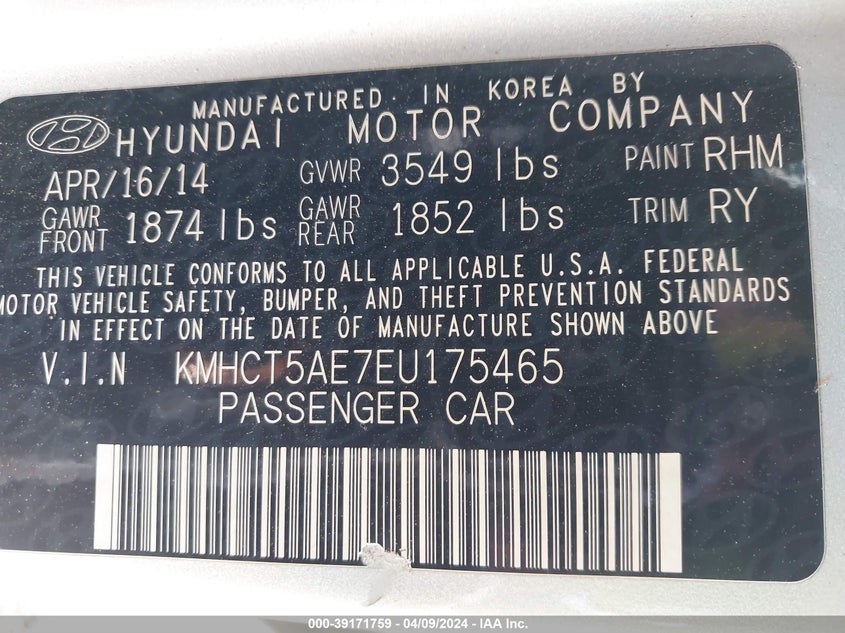 MANUFACTURED IN KOREA BY
HYUNDAI MOTOR COMPANY
APR/16/14 GVWR 3549 lbs PAINT RHM
GAWR FRONT 1874 lbs GAWR REAR 1852 lbs TRIM RY
THIS VEHICLE CONFORMS TO ALL APPLICABLE U.S.A. FEDERAL
MOTOR VEHICLE SAFETY, BUMPER, AND THEFT PREVENTION STANDARDS
IN EFFECT ON THE DATE OF MANUFACTURE SHOWN ABOVE
V.I.N KMHCT5AE7EU175465
PASSENGER CAR
000-39171759 - 04/09/2024 - IAA Inc.